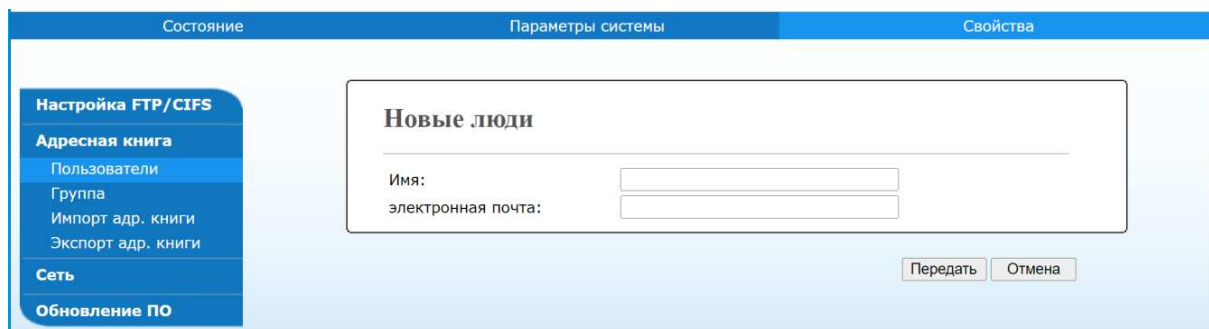 Состояние Параметры системы Свойства
Настройка FTP/CIFS
Адресная книга
Пользователи
Группа
Импорт адр. книги
Экспорт адр. книги
Сеть
Обновление ПО
Новые люди
Имя:
электронная почта:
Передать Отмена